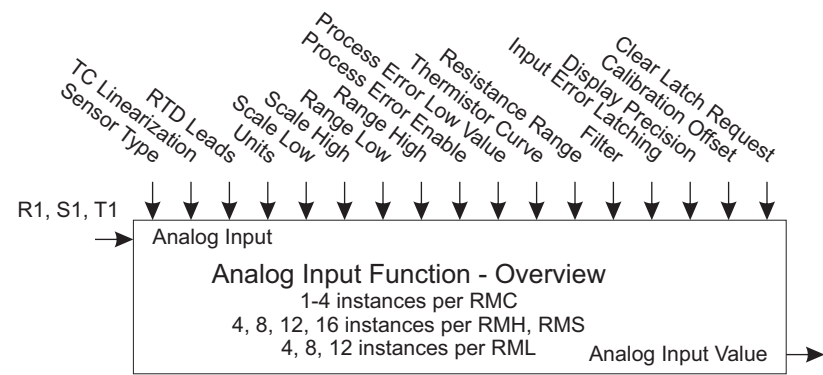 Sensor Type
TC Linearization
RTD Leads
Units
Scale Low
Scale High
Range Low
Range High
Process Error Enable
Process Error Low Value
Thermistor Curve
Resistance Range
Filter
Input Error Latching
Display Precision
Calibration Offset
Clear Latch Request
R1, S1, T1
Analog Input
Analog Input Function - Overview
1-4 instances per RMC
4, 8, 12, 16 instances per RMH, RMS
4, 8, 12 instances per RML
Analog Input Value